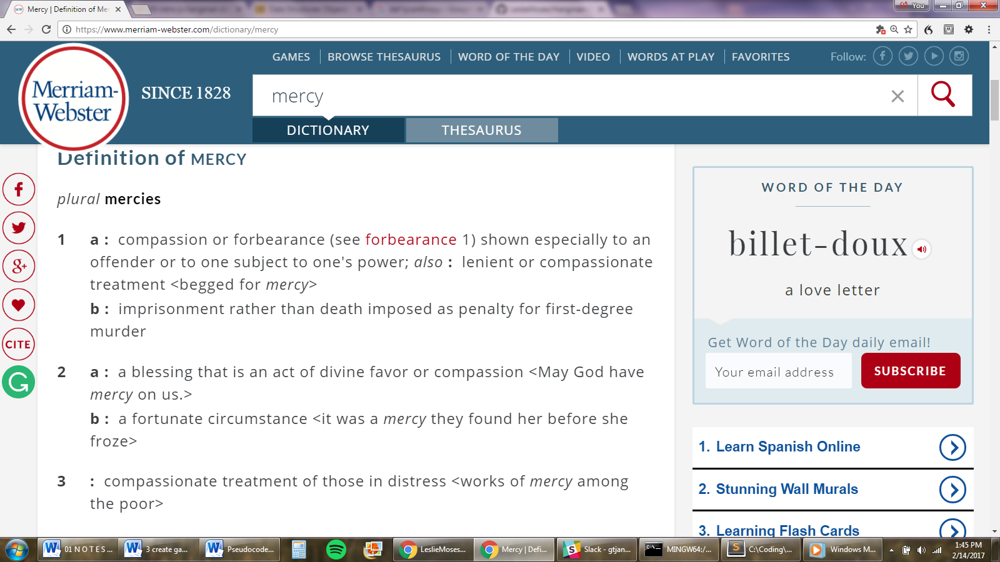 Mercy | Definition of Mer
You
https://www.merriam-webster.com/dictionary/mercy
GAMES BROWSE THESAURUS WORD OF THE DAY VIDEO WORDS AT PLAY FAVORITES Follow:
Merriam-
Webster
SINCE 1828
mercy
DICTIONARY THESAURUS
Definition of MERCY
plural mercies
1 a : compassion or forbearance (see forbearance 1) shown especially to an
offender or to one subject to one's power; also : lenient or compassionate
treatment <begged for mercy>
b : imprisonment rather than death imposed as penalty for first-degree
murder
2 a : a blessing that is an act of divine favor or compassion <May God have
mercy on us.>
b : a fortunate circumstance <it was a mercy they found her before she
froze>
3 : compassionate treatment of those in distress <works of mercy among
the poor>
CITE
WORD OF THE DAY
billet-doux
a love letter
Get Word of the Day daily email!
Your email address SUBSCRIBE
1. Learn Spanish Online
2. Stunning Wall Murals
3. Learning Flash Cards
01 N O T E S ... 3 create ga... Pseudocode... LeslieMoses... Mercy | Defi... Slack - gtjan... MINGW64:/... C:\Coding\... Windows M... 1:45 PM
2/14/2017